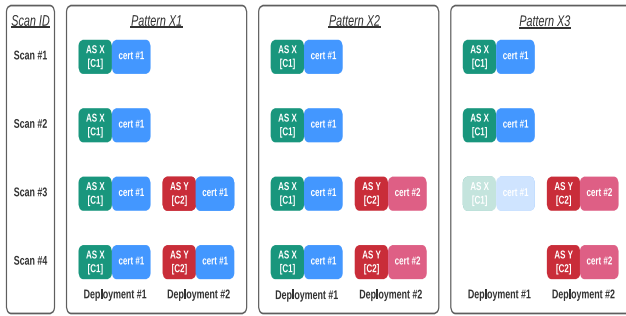 Scan ID Pattern X1 Pattern X2 Pattern X3
Scan #1 AS X [C1] cert #1 AS X [C1] cert #1 AS X [C1] cert #1
Scan #2 AS X [C1] cert #1 AS X [C1] cert #1 AS X [C1] cert #1
Scan #3 AS X [C1] cert #1 AS Y [C2] cert #1 AS X [C1] cert #1 AS Y [C2] cert #2 AS X [C1] cert #1 AS Y [C2] cert #2
Scan #4 AS X [C1] cert #1 AS Y [C2] cert #1 AS X [C1] cert #1 AS Y [C2] cert #2 AS Y [C2] cert #2
Deployment #1 Deployment #2 Deployment #1 Deployment #2 Deployment #1 Deployment #2